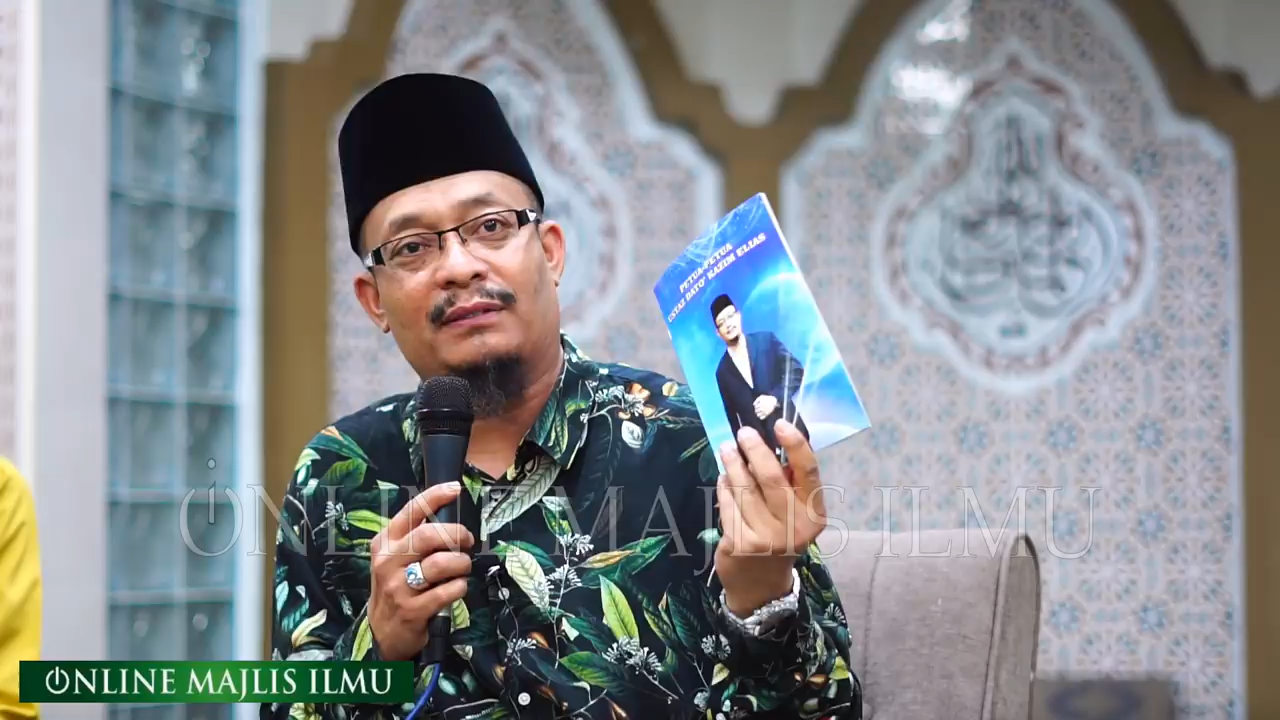 PETUA-PETUA
USTAZ DATO' KAZIM ELIAS
ONLINE MAJLIS ILMU
ONLINE MAJLIS ILMU